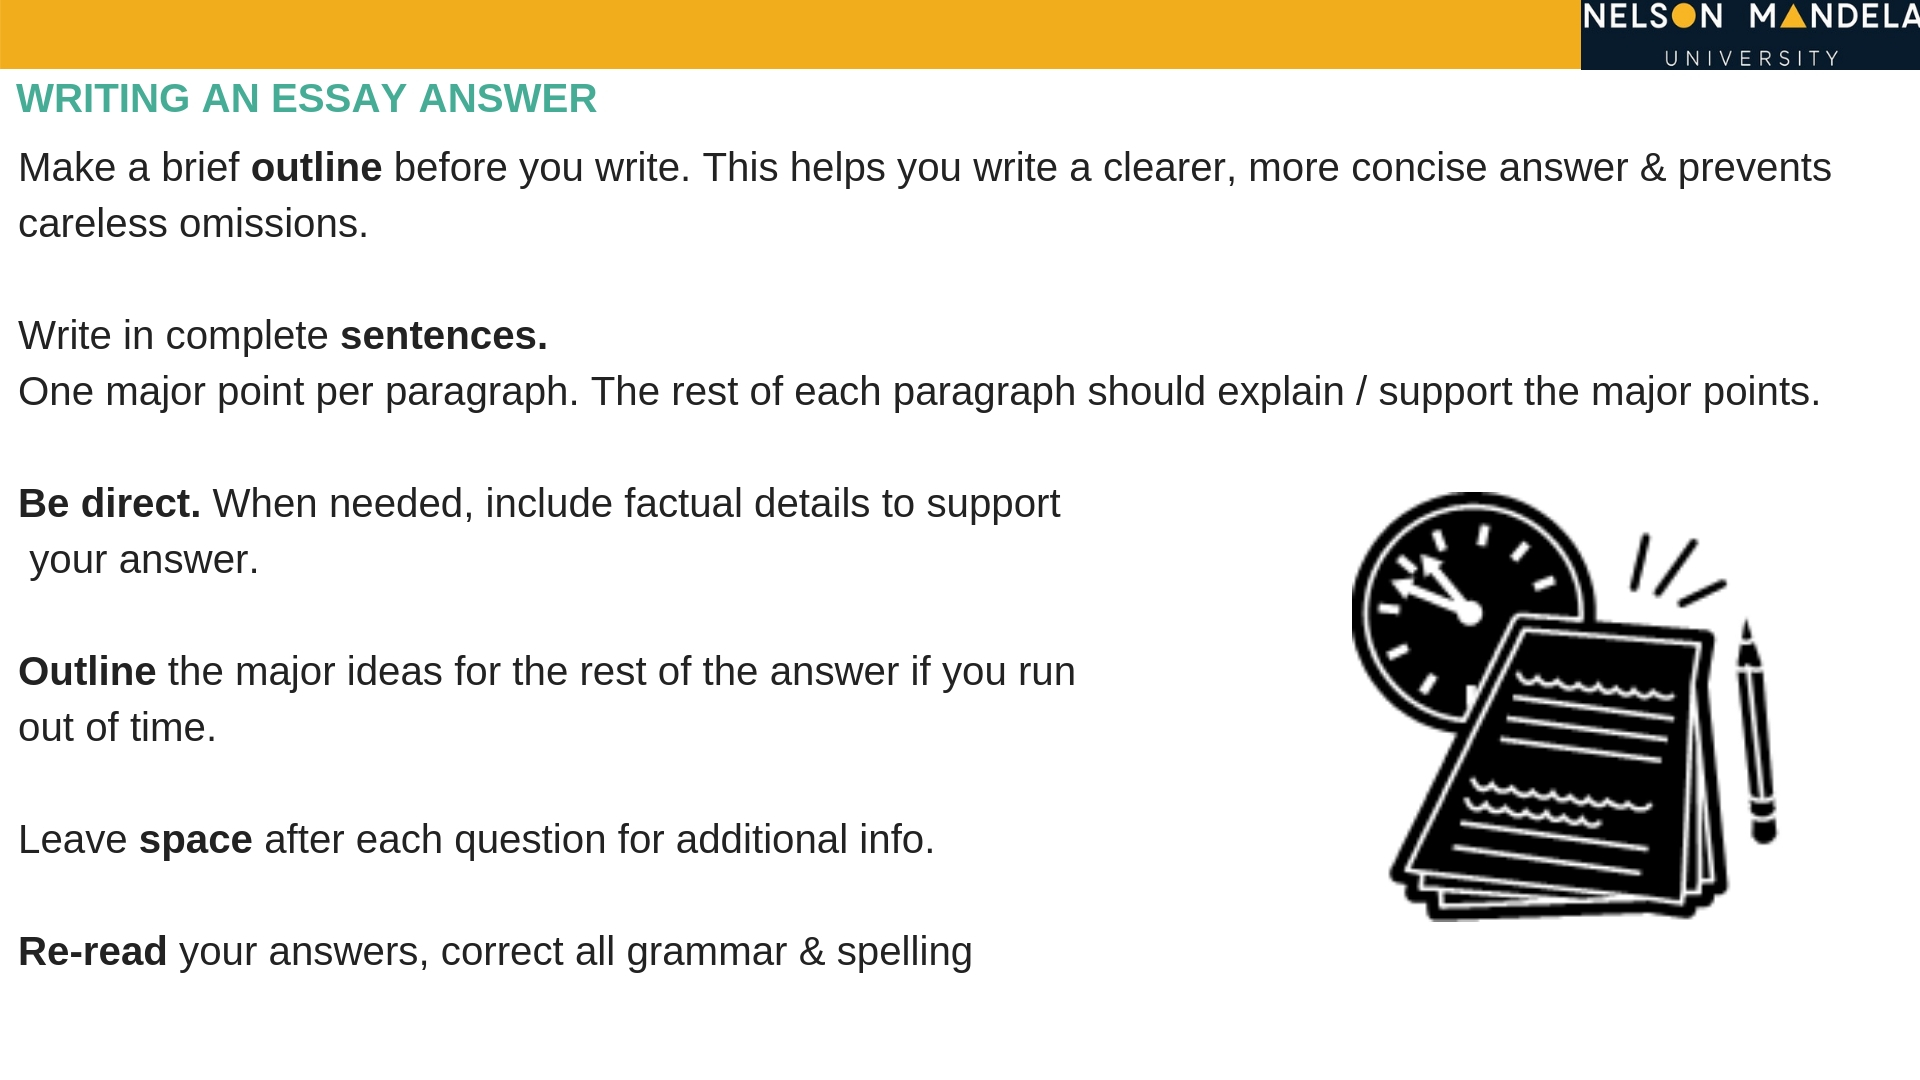 NELSON MANDELA
UNIVERSITY
WRITING AN ESSAY ANSWER
Make a brief outline before you write. This helps you write a clearer, more concise answer & prevents
careless omissions.
Write in complete sentences.
One major point per paragraph. The rest of each paragraph should explain / support the major points.
Be direct. When needed, include factual details to support
your answer.
Outline the major ideas for the rest of the answer if you run
out of time.
Leave space after each question for additional info.
Re-read your answers, correct all grammar & spelling